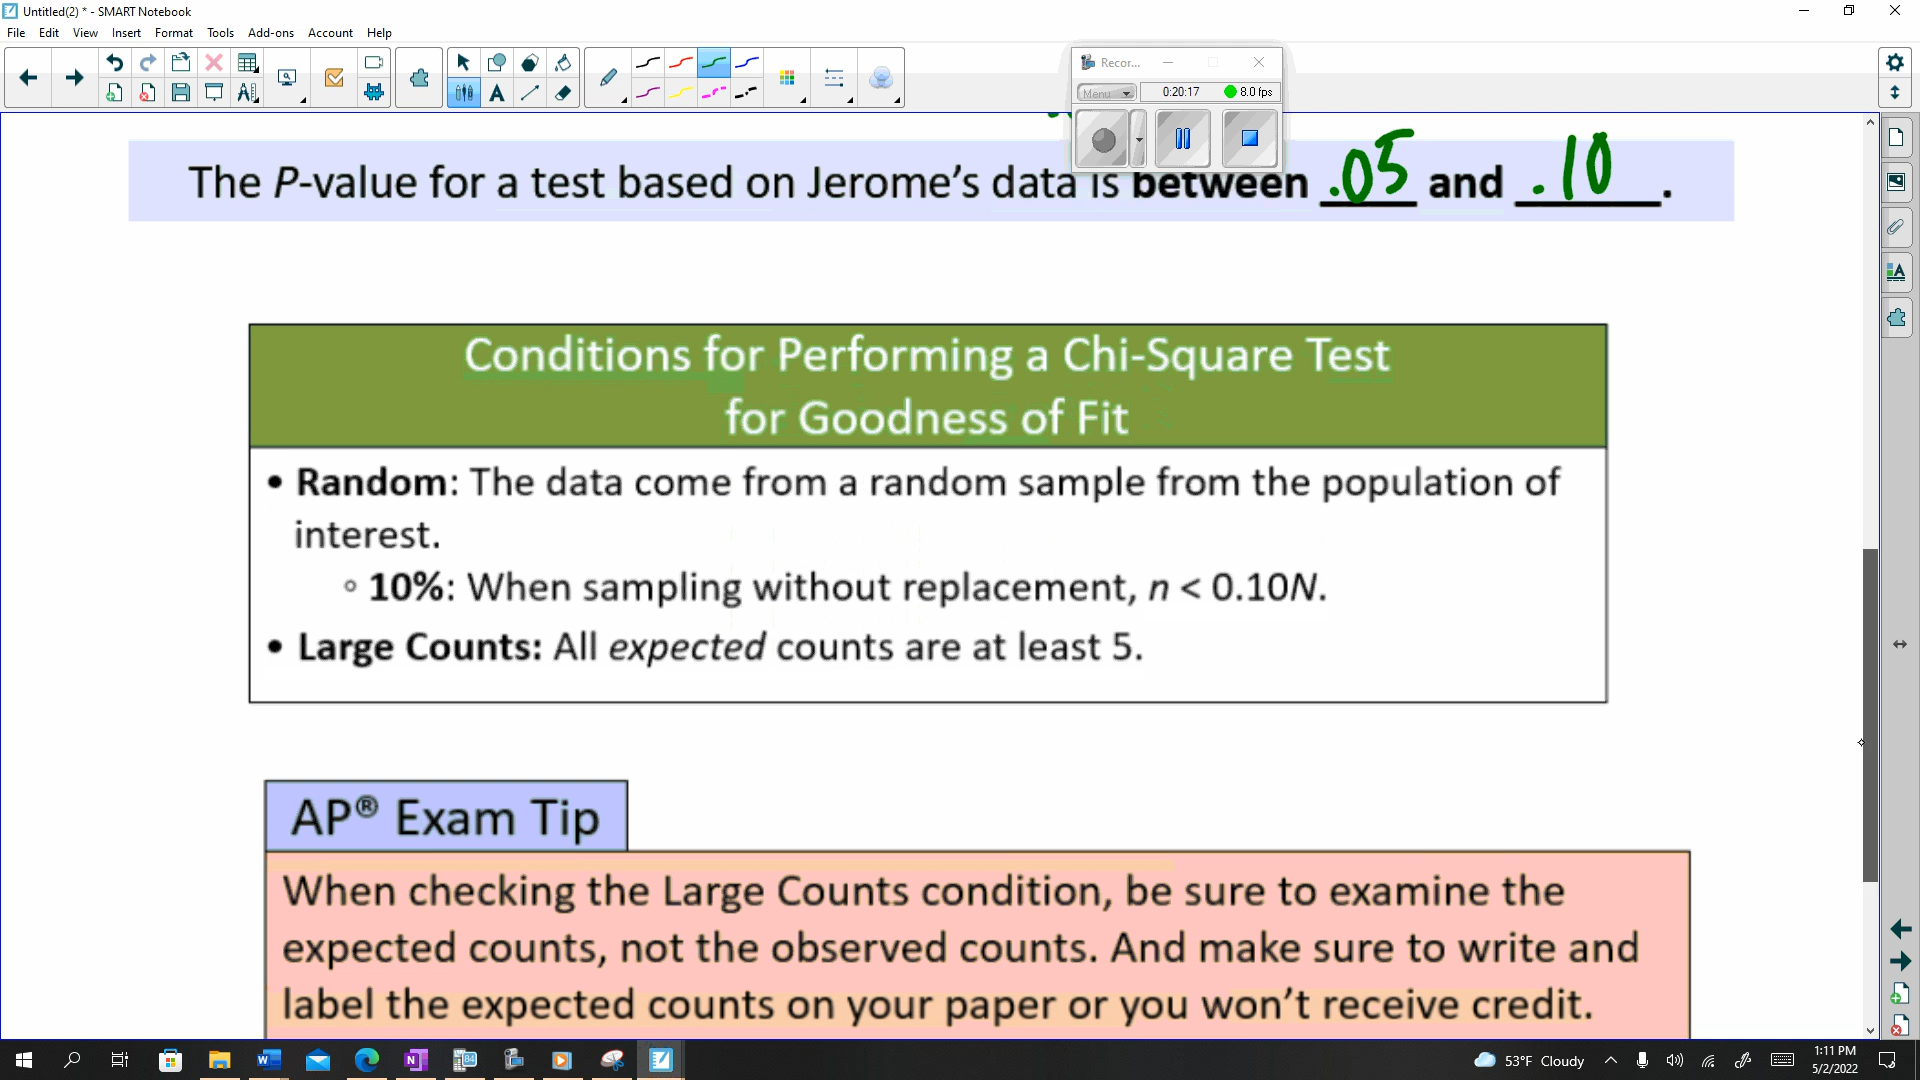 Untitled(2) * - SMART Notebook
File Edit View Insert Format Tools Add-ons Account Help
Recor...
Menu 0:20:17 8.0 fps
The P-value for a test based on Jerome's data is between .05 and .10.
Conditions for Performing a Chi-Square Test
for Goodness of Fit
• Random: The data come from a random sample from the population of
interest.
◦ 10%: When sampling without replacement, n < 0.10N.
• Large Counts: All expected counts are at least 5.
AP® Exam Tip
When checking the Large Counts condition, be sure to examine the
expected counts, not the observed counts. And make sure to write and
label the expected counts on your paper or you won't receive credit.
53°F Cloudy
1:11 PM
5/2/2022